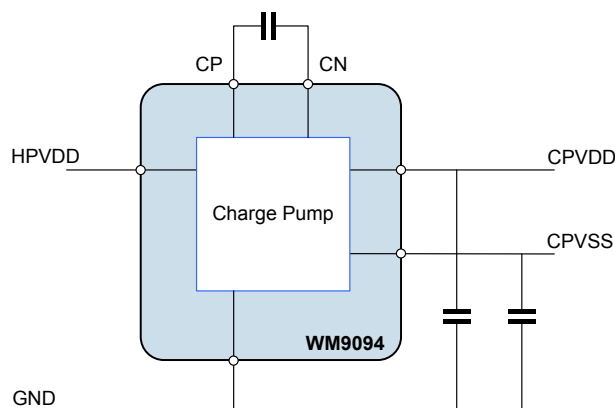 CP
CN
HPVDD
CPVDD
Charge Pump
CPVSS
WM9094
GND